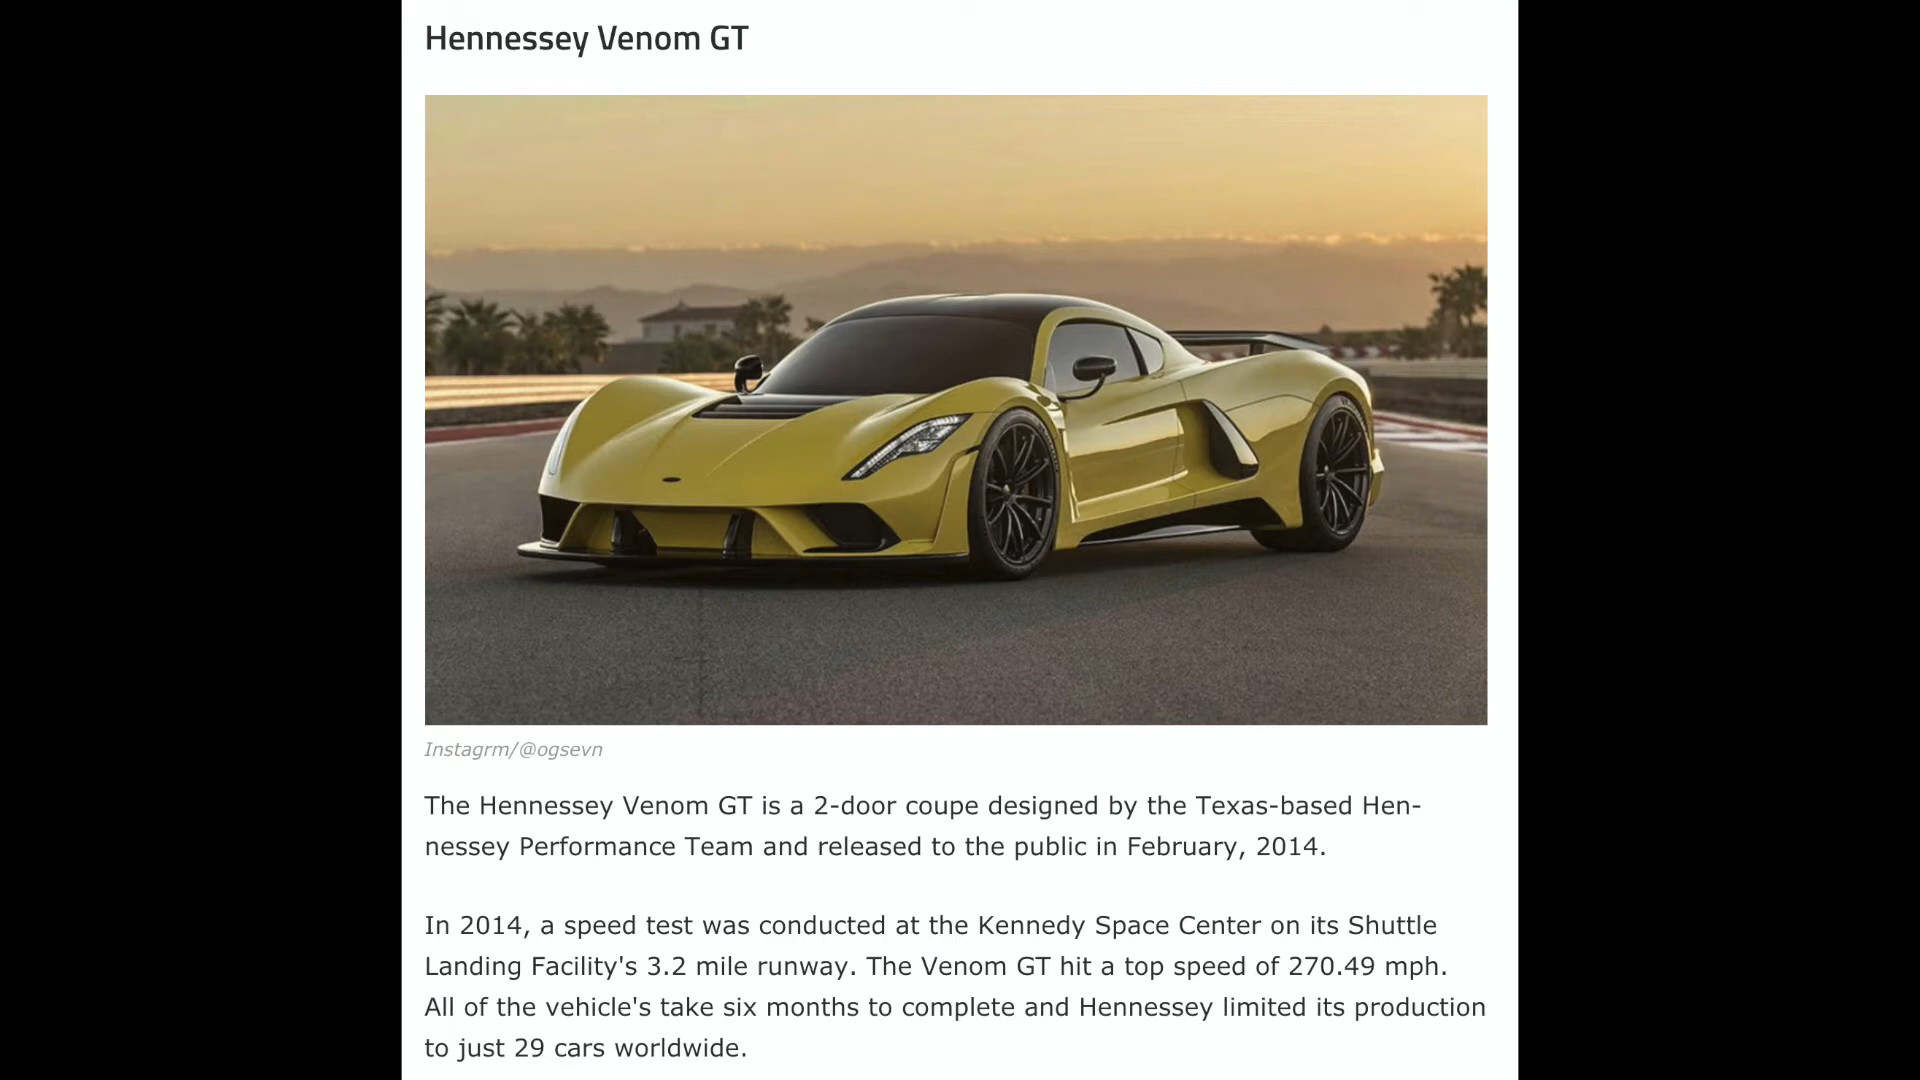 Hennessey Venom GT
Instagrm/@ogsevn
The Hennessey Venom GT is a 2-door coupe designed by the Texas-based Hen-
nessey Performance Team and released to the public in February, 2014.
In 2014, a speed test was conducted at the Kennedy Space Center on its Shuttle
Landing Facility's 3.2 mile runway. The Venom GT hit a top speed of 270.49 mph.
All of the vehicle's take six months to complete and Hennessey limited its production
to just 29 cars worldwide.